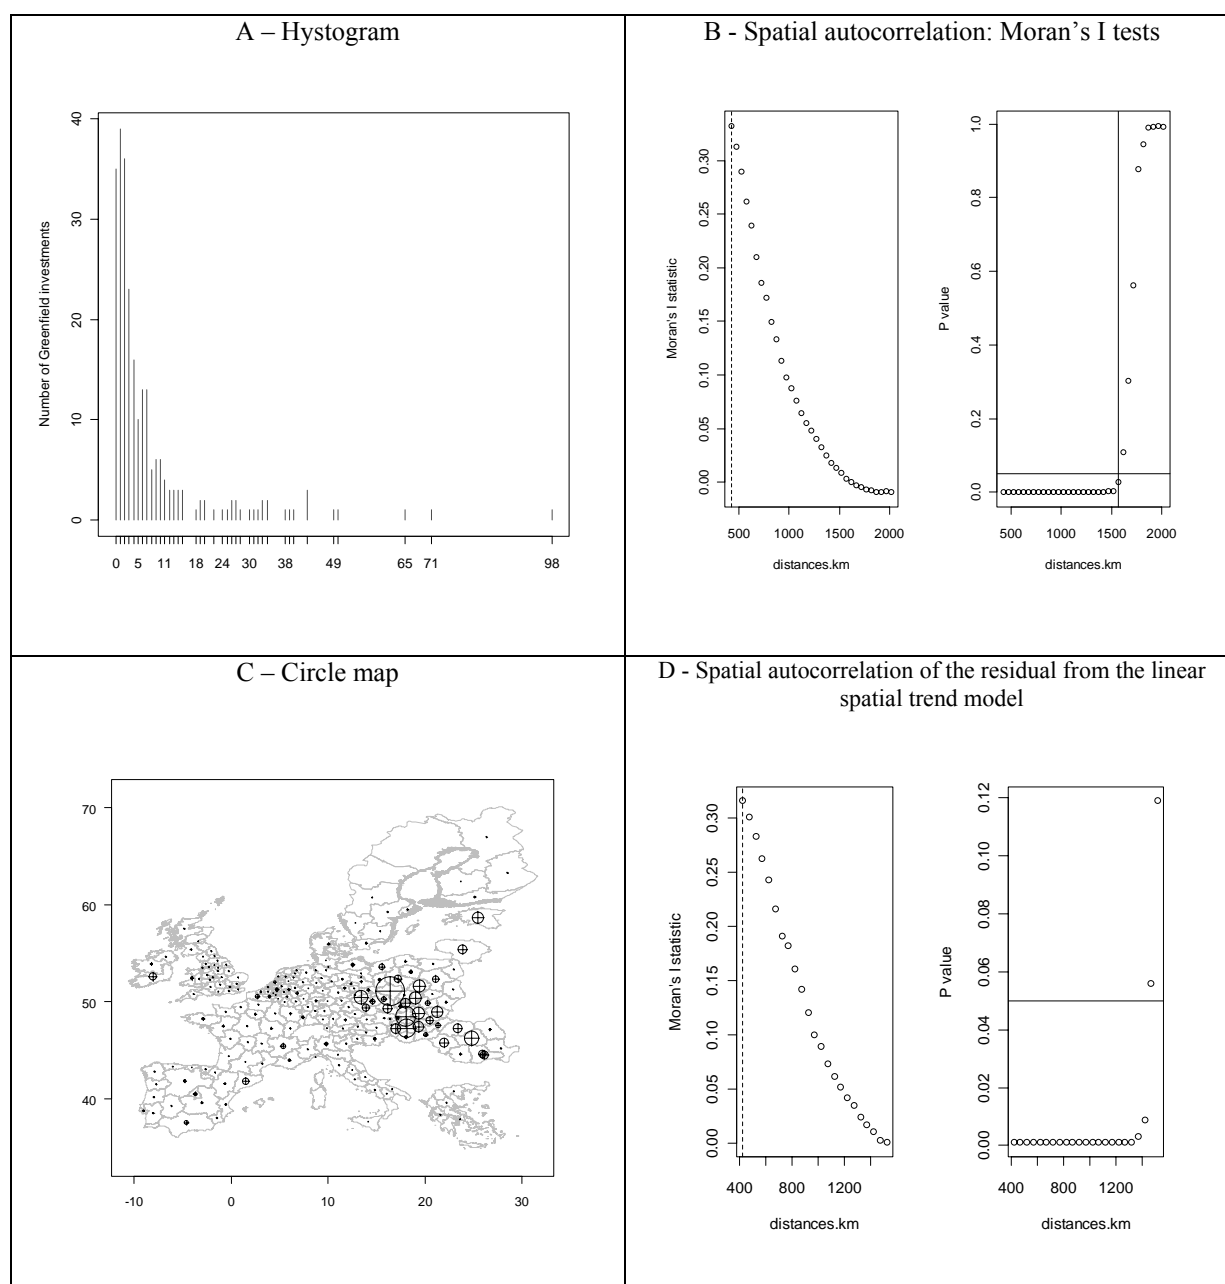 A – Hystogram
Number of Greenfield investments
40
30
20
10
0
0 5 11 18 24 30 38 49 65 71 98
B - Spatial autocorrelation: Moran's I tests
Moran's I statistic
0.30
0.25
0.20
0.15
0.10
0.05
0.00
500 1000 1500 2000
distances.km
P value
1.0
0.8
0.6
0.4
0.2
0.0
500 1000 1500 2000
distances.km
C – Circle map
70
60
50
40
-10 0 10 20 30
D - Spatial autocorrelation of the residual from the linear
spatial trend model
Moran's I statistic
0.30
0.25
0.20
0.15
0.10
0.05
0.00
400 800 1200
distances.km
P value
0.12
0.10
0.08
0.06
0.04
0.02
0.00
400 800 1200
distances.km